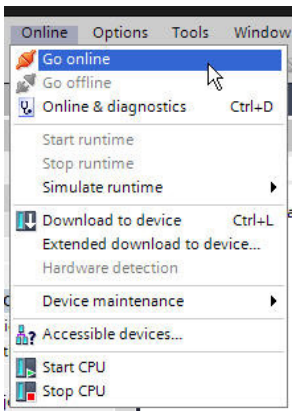 Online Options Tools Window
Go online
Go offline
Online & diagnostics Ctrl+D
Start runtime
Stop runtime
Simulate runtime
Download to device Ctrl+L
Extended download to device...
Hardware detection
Device maintenance
Accessible devices...
Start CPU
Stop CPU